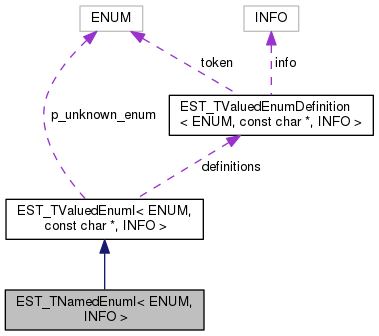 ENUM
INFO
token
info
p_unknown_enum
EST_TValuedEnumDefinition
< ENUM, const char *, INFO >
definitions
EST_TValuedEnumI< ENUM,
const char *, INFO >
EST_TNamedEnumI< ENUM,
INFO >